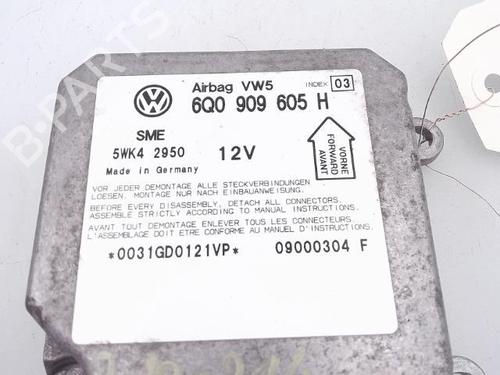 Airbag VW5
INDEX 03
6Q0 909 605 H
SME
5WK4 2950
12V
Made in Germany
VORNE
FORWARD
AVANT
VOR JEDER DEMONTAGE ALLE STECKVERBINDUNGEN
LOESEN. MONTAGE NUR NACH EINBAUANWEISUNG.
BEFORE EVERY DISASSEMBLY, DETACH ALL CONNECTORS.
ASSEMBLE STRICTLY ACCORDING TO MANUAL INSTRUCTIONS.
AVANT TOUT DEMONTAGE ENLEVER TOUS LES CONNECTEURS.
L'ASSEMBLAGE DOIT ETRE CONFORME AU MANUEL D'INSTRUCTIONS.
*0031GD0121VP*
09000304 F
B-PARTS